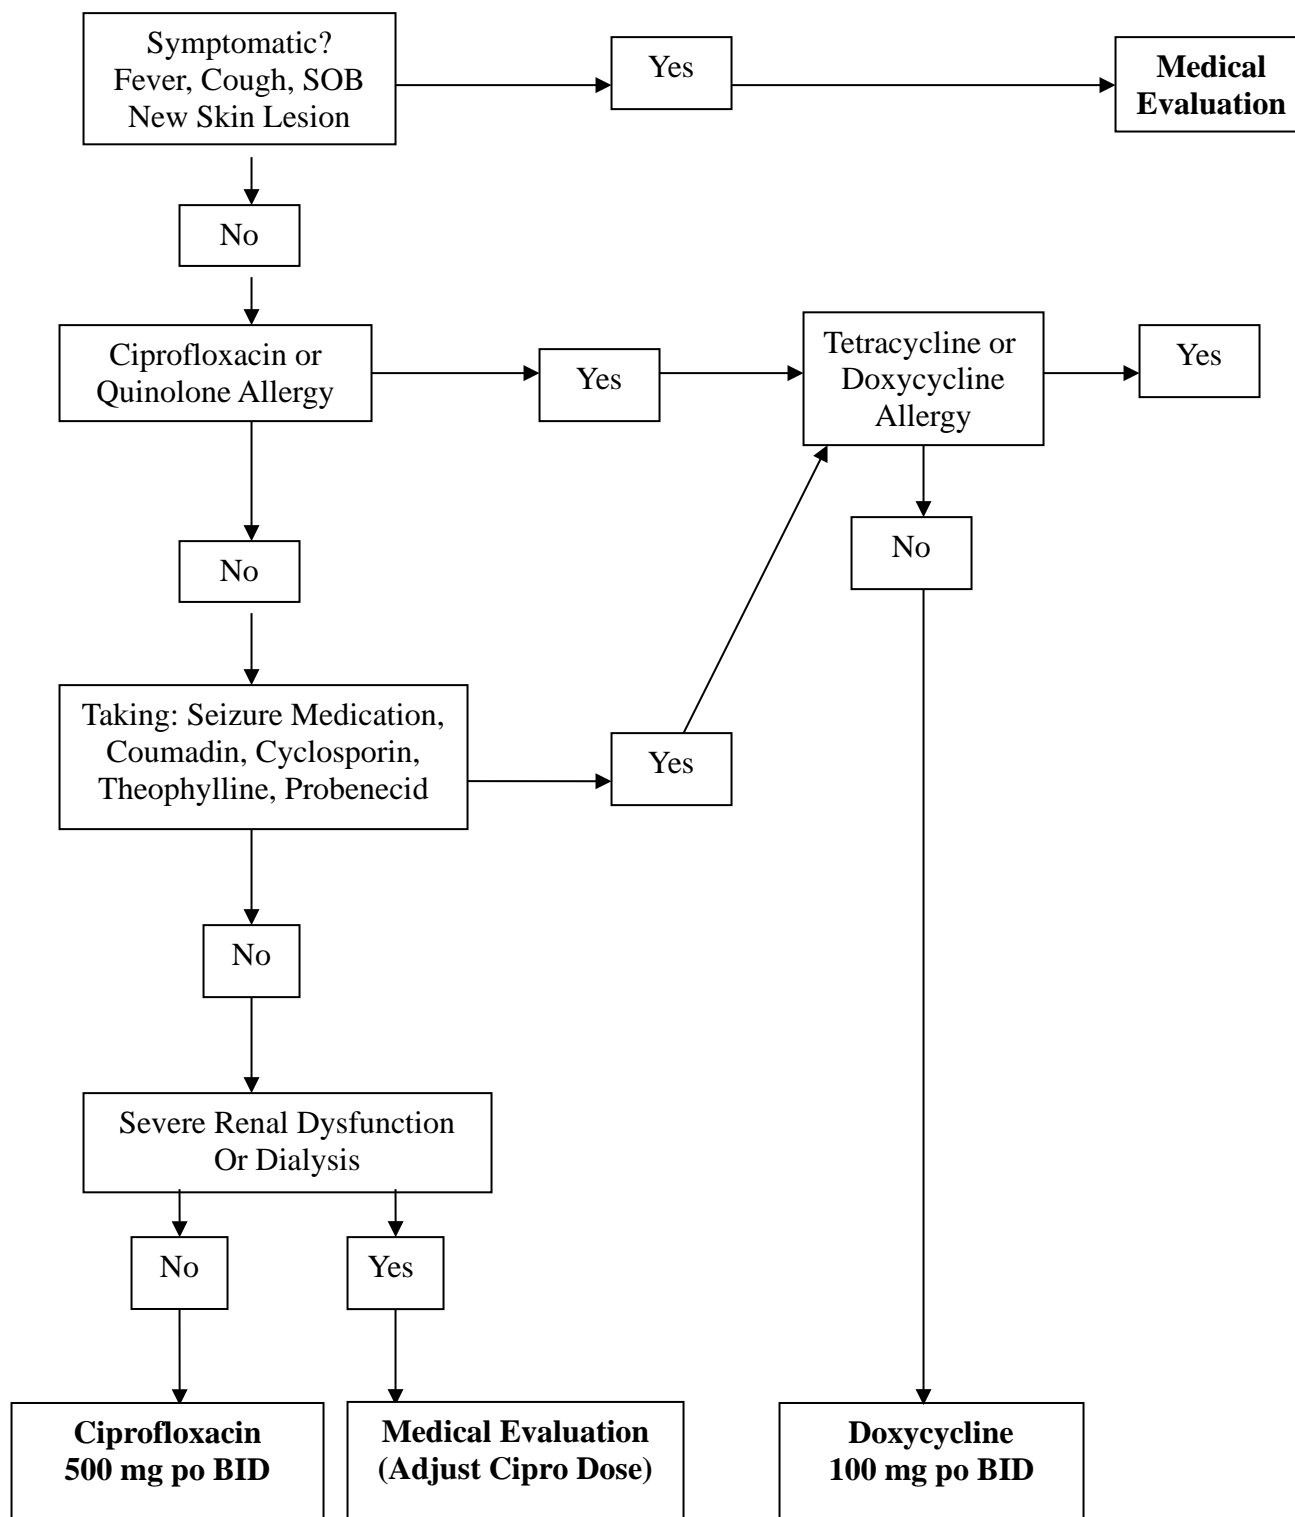 Symptomatic?
Fever, Cough, SOB
New Skin Lesion
Yes
Medical
Evaluation
No
Ciprofloxacin or
Quinolone Allergy
Yes
Tetracycline or
Doxycycline
Allergy
Yes
No
No
Taking: Seizure Medication,
Coumadin, Cyclosporin,
Theophylline, Probenecid
Yes
No
Severe Renal Dysfunction
Or Dialysis
No
Yes
Ciprofloxacin
500 mg po BID
Medical Evaluation
(Adjust Cipro Dose)
Doxycycline
100 mg po BID